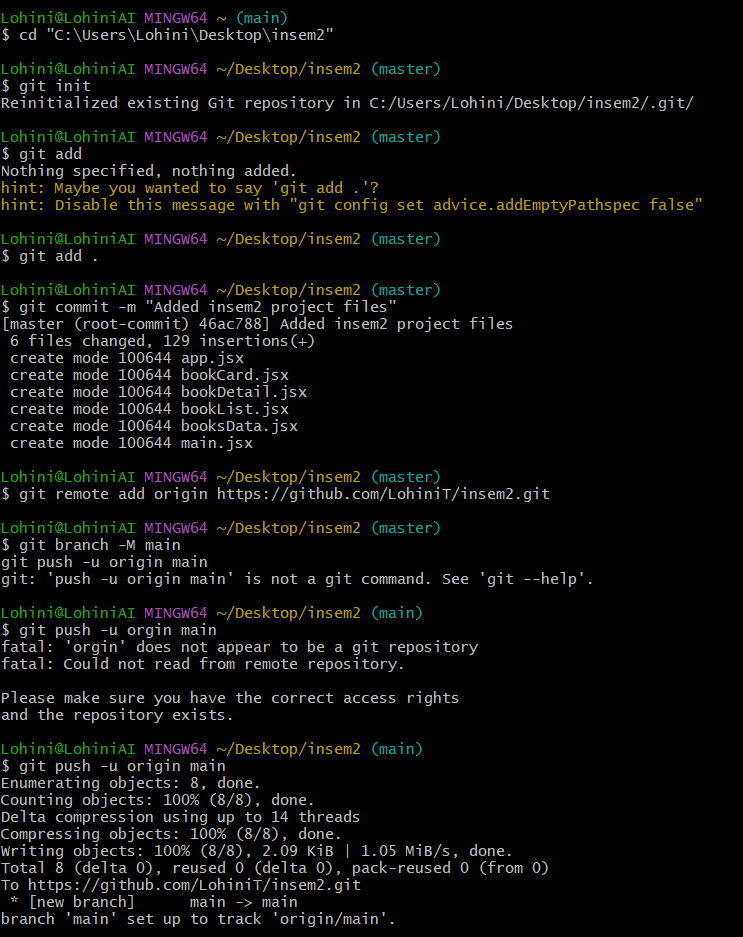 Lohini@LohiniAI MINGW64 ~ (main)
$ cd "C:\Users\Lohini\Desktop\insem2"
Lohini@LohiniAI MINGW64 ~/Desktop/insem2 (master)
$ git init
Reinitialized existing Git repository in C:/Users/Lohini/Desktop/insem2/.git/
Lohini@LohiniAI MINGW64 ~/Desktop/insem2 (master)
$ git add
Nothing specified, nothing added.
hint: Maybe you wanted to say 'git add .'?
hint: Disable this message with "git config set advice.addEmptyPathspec false"
Lohini@LohiniAI MINGW64 ~/Desktop/insem2 (master)
$ git add .
Lohini@LohiniAI MINGW64 ~/Desktop/insem2 (master)
$ git commit -m "Added insem2 project files"
[master (root-commit) 46ac788] Added insem2 project files
 6 files changed, 129 insertions(+)
 create mode 100644 app.jsx
 create mode 100644 bookCard.jsx
 create mode 100644 bookDetail.jsx
 create mode 100644 bookList.jsx
 create mode 100644 booksData.jsx
 create mode 100644 main.jsx
Lohini@LohiniAI MINGW64 ~/Desktop/insem2 (master)
$ git remote add origin https://github.com/LohiniT/insem2.git
Lohini@LohiniAI MINGW64 ~/Desktop/insem2 (master)
$ git branch -M main
git push -u origin main
git: 'push -u origin main' is not a git command. See 'git --help'.
Lohini@LohiniAI MINGW64 ~/Desktop/insem2 (main)
$ git push -u orgin main
fatal: 'orgin' does not appear to be a git repository
fatal: Could not read from remote repository.
Please make sure you have the correct access rights
and the repository exists.
Lohini@LohiniAI MINGW64 ~/Desktop/insem2 (main)
$ git push -u origin main
Enumerating objects: 8, done.
Counting objects: 100% (8/8), done.
Delta compression using up to 14 threads
Compressing objects: 100% (8/8), done.
Writing objects: 100% (8/8), 2.09 KiB | 1.05 MiB/s, done.
Total 8 (delta 0), reused 0 (delta 0), pack-reused 0 (from 0)
To https://github.com/LohiniT/insem2.git
 * [new branch]      main -> main
branch 'main' set up to track 'origin/main'.